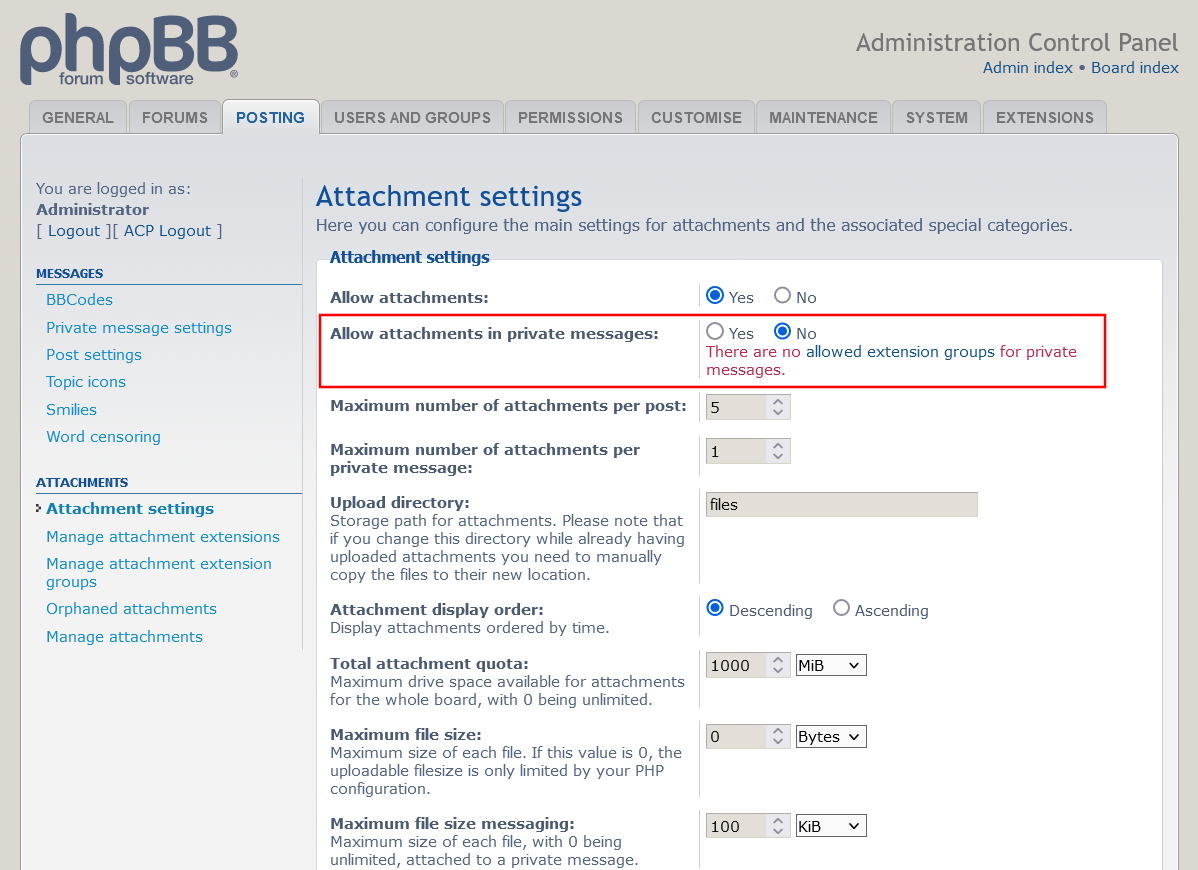 phpBB
forum software
®
Administration Control Panel
Admin index • Board index
GENERAL
FORUMS
POSTING
USERS AND GROUPS
PERMISSIONS
CUSTOMISE
MAINTENANCE
SYSTEM
EXTENSIONS
You are logged in as:
Administrator
[ Logout ][ ACP Logout ]
MESSAGES
BBCodes
Private message settings
Post settings
Topic icons
Smilies
Word censoring
ATTACHMENTS
Attachment settings
Manage attachment extensions
Manage attachment extension
groups
Orphaned attachments
Manage attachments
Attachment settings
Here you can configure the main settings for attachments and the associated special categories.
Attachment settings
Allow attachments:
Yes No
Allow attachments in private messages:
Yes No
There are no allowed extension groups for private
messages.
Maximum number of attachments per post:
5
Maximum number of attachments per
private message:
1
Upload directory:
Storage path for attachments. Please note that
if you change this directory while already having
uploaded attachments you need to manually
copy the files to their new location.
files
Attachment display order:
Display attachments ordered by time.
Descending Ascending
Total attachment quota:
Maximum drive space available for attachments
for the whole board, with 0 being unlimited.
1000 MiB
Maximum file size:
Maximum size of each file. If this value is 0, the
uploadable filesize is only limited by your PHP
configuration.
0 Bytes
Maximum file size messaging:
Maximum size of each file, with 0 being
unlimited, attached to a private message.
100 KiB